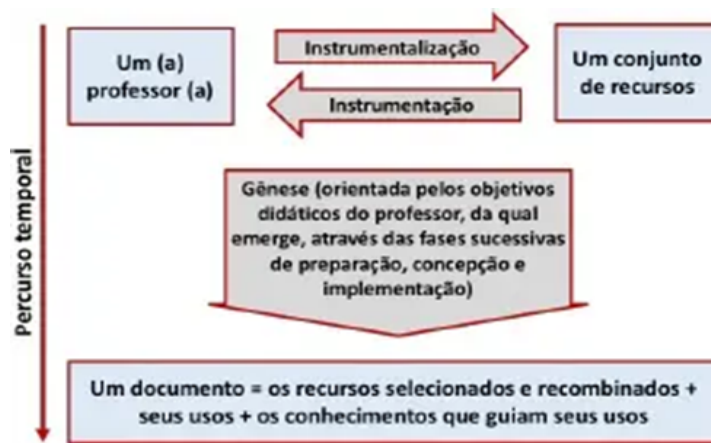 Um (a)
professor (a)
Instrumentalização
Instrumentação
Um conjunto
de recursos
Percurso temporal
Gênese (orientada pelos objetivos
didáticos do professor, da qual
emerge, através das fases sucessivas
de preparação, concepção e
implementação)
Um documento = os recursos selecionados e recombinados +
seus usos + os conhecimentos que guiam seus usos